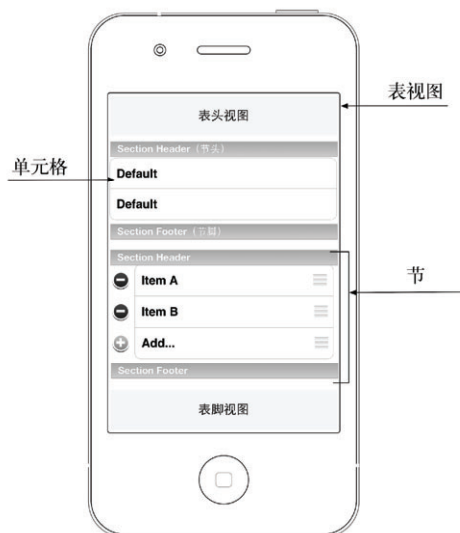 表视图
表头视图
Section Header（节头）
单元格
Default
Default
Section Footer（节脚）
Section Header
节
Item A
Item B
Add...
Section Footer
表脚视图